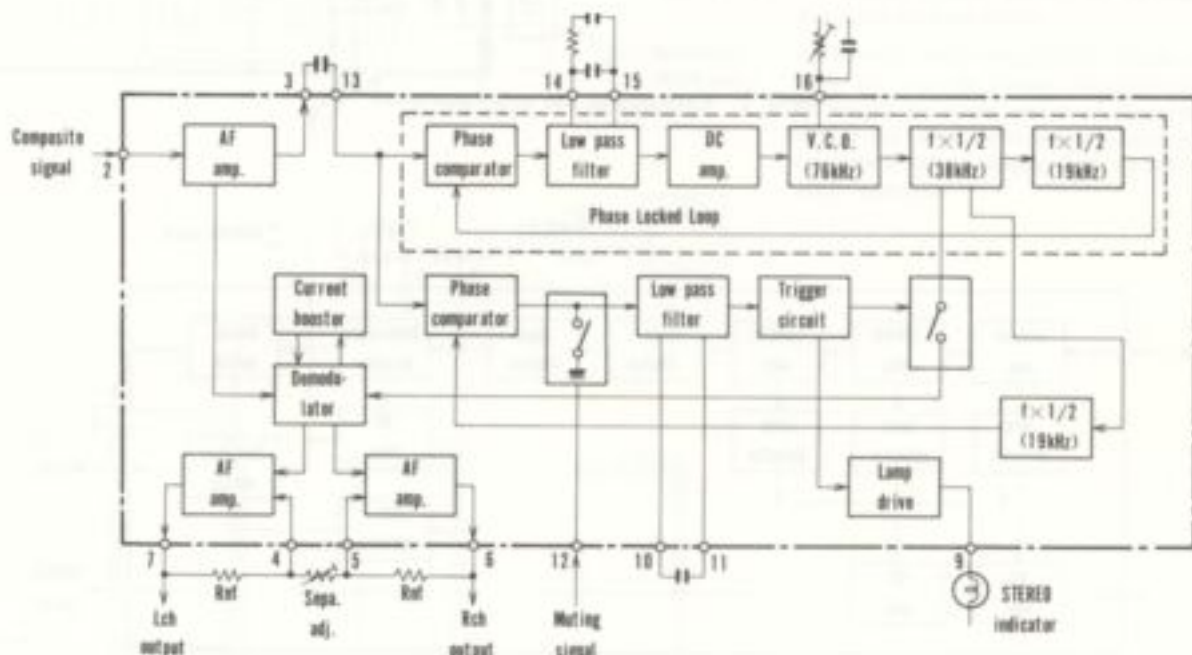 3
13
14
15
16
Composite
signal
2
AF
amp.
Phase
comparator
Low pass
filter
DC
amp.
V.C.O.
(76kHz)
f×1/2
(38kHz)
f×1/2
(19kHz)
Phase Locked Loop
Current
booster
Phase
comparator
Low pass
filter
Trigger
circuit
Demodu-
lator
f×1/2
(19kHz)
AF
amp.
AF
amp.
Lamp
drive
7
4
5
6
12
10
11
9
Rnf
Sepa.
adj.
Rnf
Lch
output
Rch
output
Muting
signal
STEREO
indicator